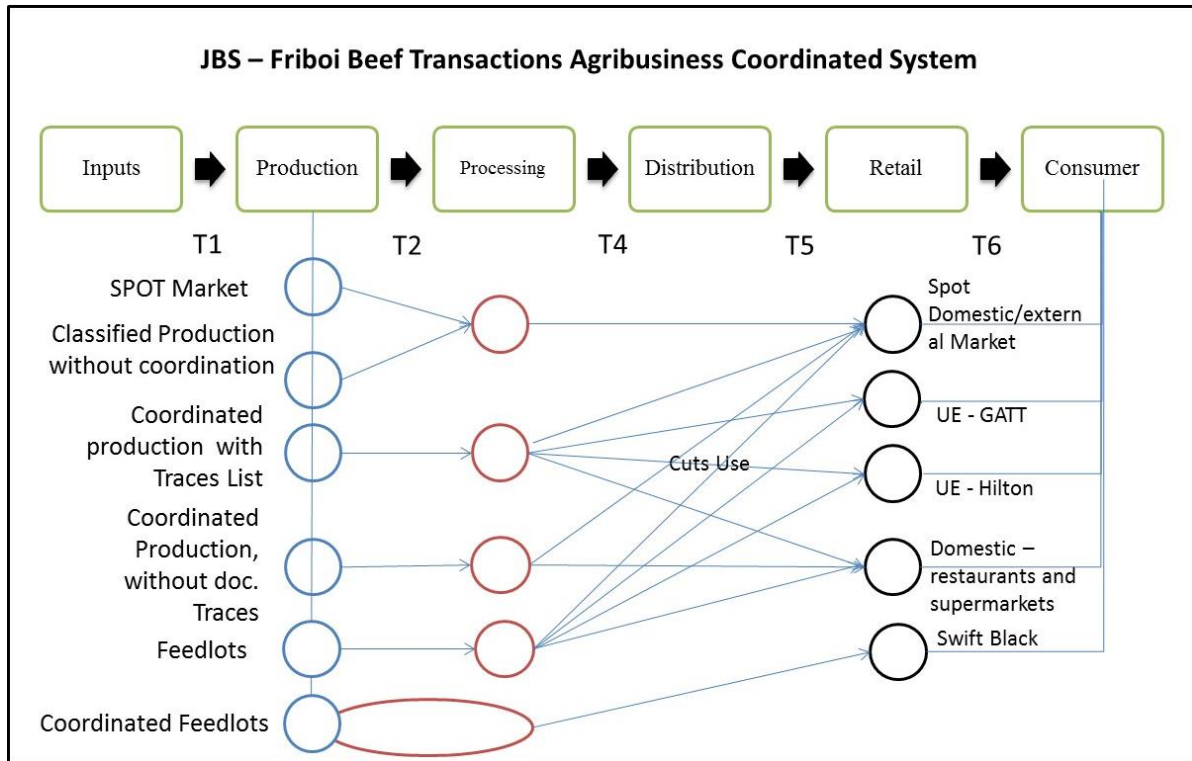 JBS – Friboi Beef Transactions Agribusiness Coordinated System
Inputs
Production
Processing
Distribution
Retail
Consumer
T1
T2
T4
T5
T6
SPOT Market
Classified Production
without coordination
Coordinated
production with
Traces List
Coordinated
Production,
without doc.
Traces
Feedlots
Coordinated Feedlots
Cuts Use
Spot
Domestic/extern
al Market
UE - GATT
UE - Hilton
Domestic –
restaurants and
supermarkets
Swift Black